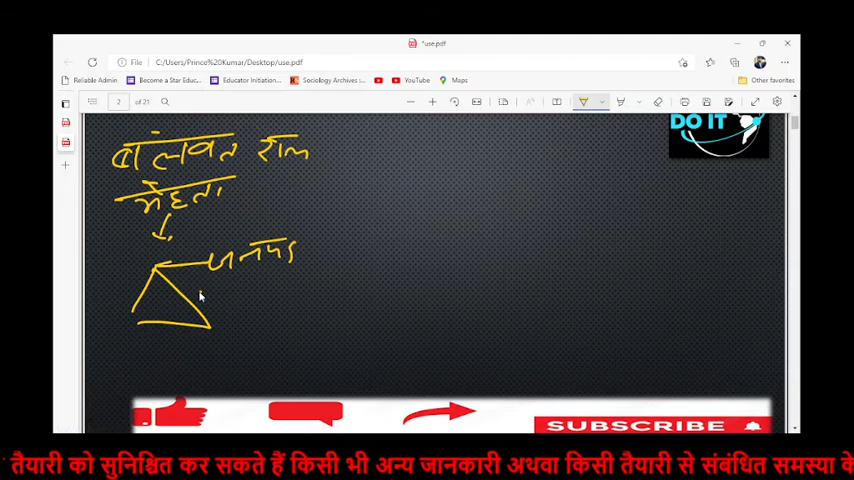 *use.pdf
File C:/Users/Prince%20Kumar/Desktop/use.pdf
Reliable Admin Become a Star Educ... Educator Initiation... Sociology Archives :... YouTube Maps Other favorites
2 of 21
DO IT
बलवंत राय
मेहता
जनपद
SUBSCRIBE
तैयारी को सुनिश्चित कर सकते हैं किसी भी अन्य जानकारी अथवा किसी तैयारी से संबंधित समस्या के